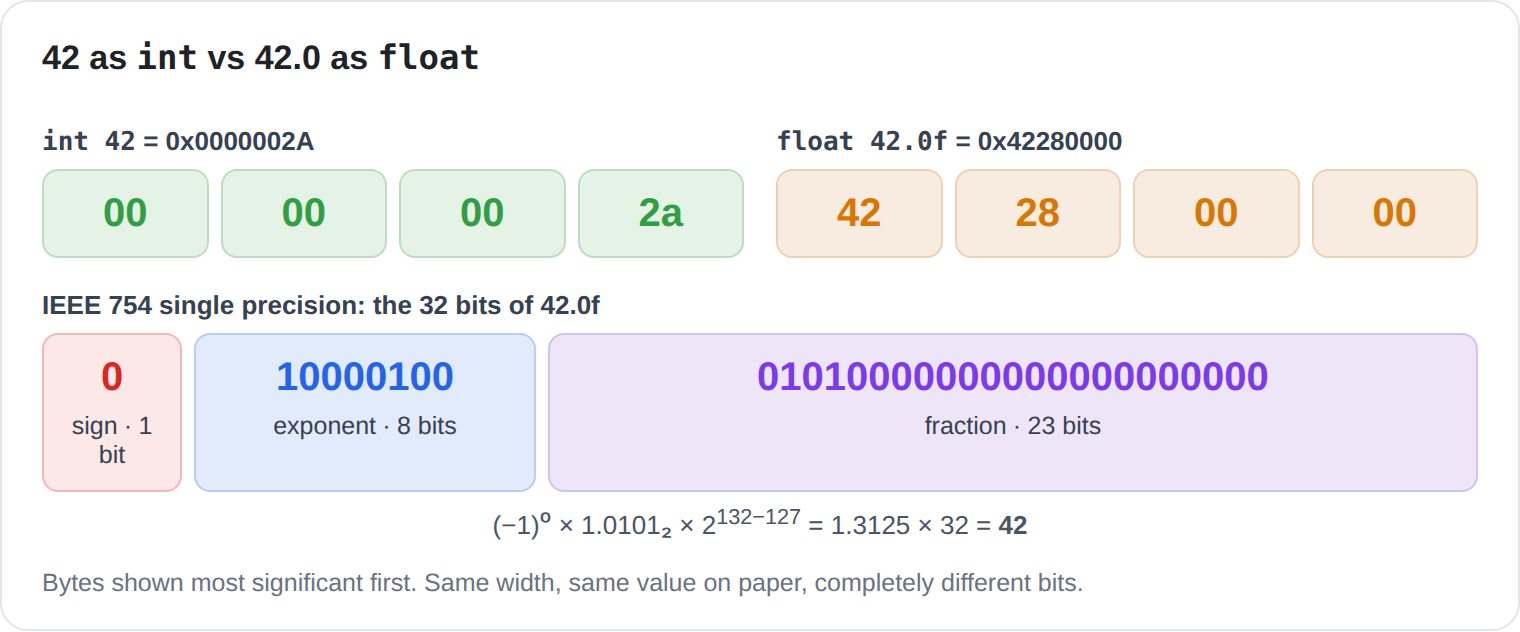 42 as int vs 42.0 as float
int 42 = 0x0000002A
00 00 00 2a
float 42.0f = 0x42280000
42 28 00 00
IEEE 754 single precision: the 32 bits of 42.0f
0
sign · 1
bit
10000100
exponent · 8 bits
01010000000000000000000
fraction · 23 bits
(−1)⁰ × 1.0101₂ × 2¹³²⁻¹²⁷ = 1.3125 × 32 = 42
Bytes shown most significant first. Same width, same value on paper, completely different bits.